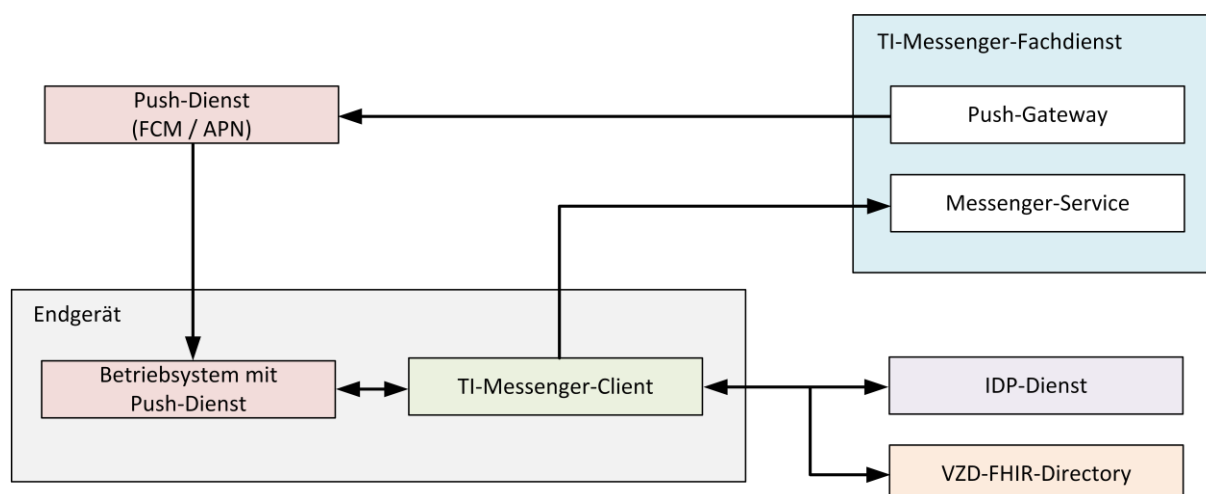 TI-Messenger-Fachdienst
Push-Dienst
(FCM / APN)
Push-Gateway
Messenger-Service
Endgerät
Betriebsystem mit
Push-Dienst
TI-Messenger-Client
IDP-Dienst
VZD-FHIR-Directory